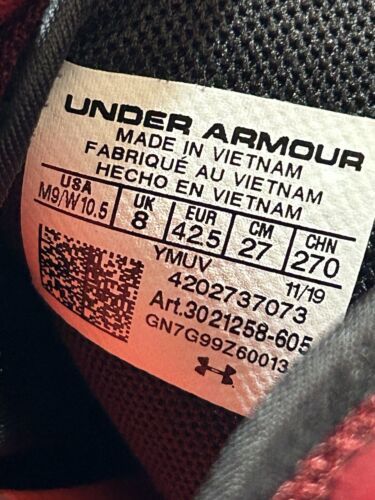 UNDER ARMOUR
MADE IN VIETNAM
FABRIQUÉ AU VIETNAM
HECHO EN VIETNAM
USA UK EUR CM CHN
M9/W10.5 8 42.5 27 270
YMUV 11/19
4202737073
Art.3021258-605
GN7G99Z60013